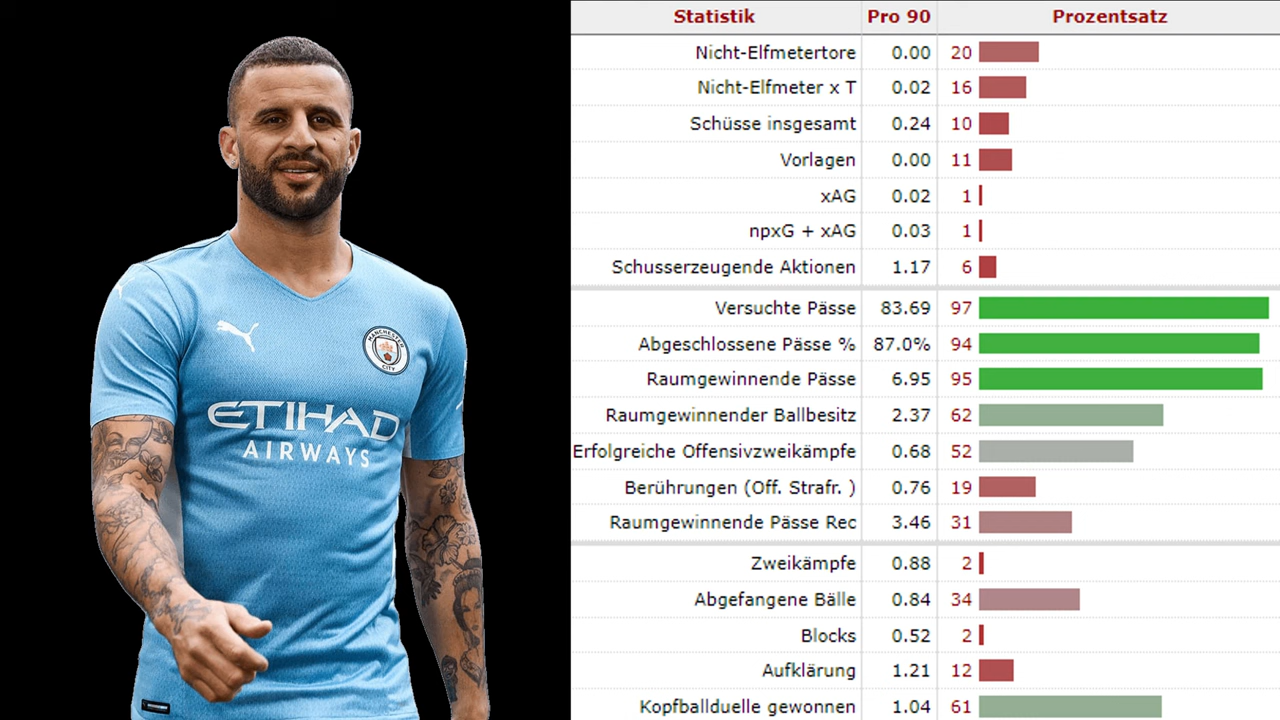 MANCHESTER
CITY
ETIHAD
AIRWAYS
Statistik Pro 90 Prozentsatz
Nicht-Elfmetertore 0.00 20
Nicht-Elfmeter x T 0.02 16
Schüsse insgesamt 0.24 10
Vorlagen 0.00 11
xAG 0.02 1
npxG + xAG 0.03 1
Schusserzeugende Aktionen 1.17 6
Versuchte Pässe 83.69 97
Abgeschlossene Pässe % 87.0% 94
Raumgewinnende Pässe 6.95 95
Raumgewinnender Ballbesitz 2.37 62
Erfolgreiche Offensivzweikämpfe 0.68 52
Berührungen (Off. Strafr. ) 0.76 19
Raumgewinnende Pässe Rec 3.46 31
Zweikämpfe 0.88 2
Abgefangene Bälle 0.84 34
Blocks 0.52 2
Aufklärung 1.21 12
Kopfballduelle gewonnen 1.04 61